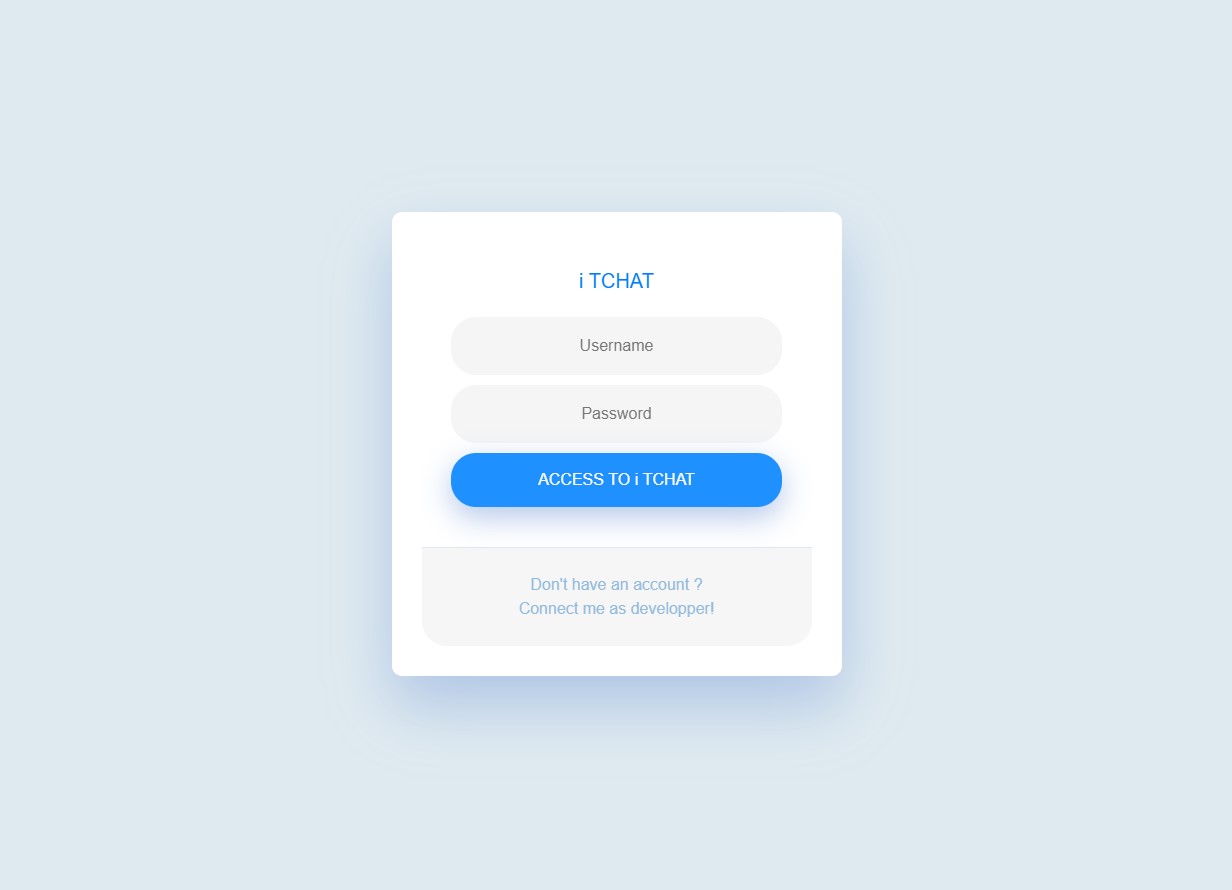 i TCHAT
Username
Password
ACCESS TO i TCHAT
Don't have an account ?
Connect me as developper!